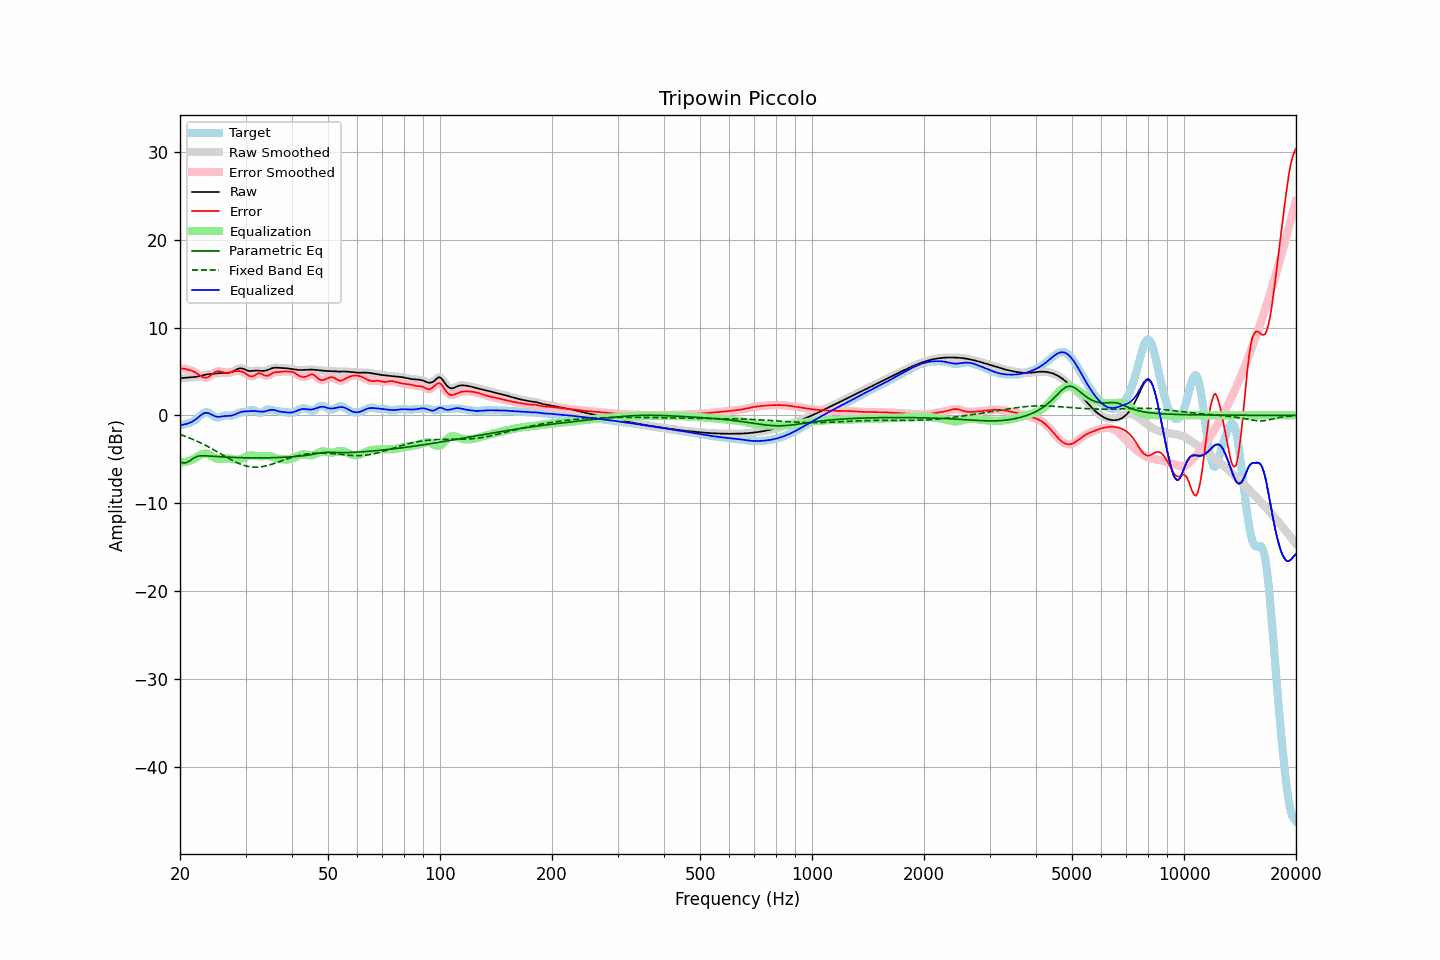 Tripowin Piccolo
Target
Raw Smoothed
Error Smoothed
Raw
Error
Equalization
Parametric Eq
Fixed Band Eq
Equalized
30
20
10
0
−10
−20
−30
−40
Amplitude (dBr)
20 50 100 200 500 1000 2000 5000 10000 20000
Frequency (Hz)